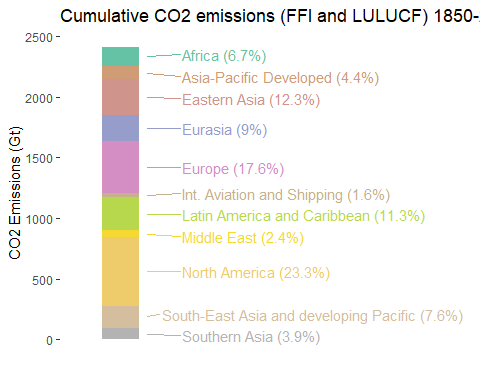 Cumulative CO2 emissions (FFI and LULUCF) 1850-
2500
2000
1500
1000
500
0
CO2 Emissions (Gt)
Africa (6.7%)
Asia-Pacific Developed (4.4%)
Eastern Asia (12.3%)
Eurasia (9%)
Europe (17.6%)
Int. Aviation and Shipping (1.6%)
Latin America and Caribbean (11.3%)
Middle East (2.4%)
North America (23.3%)
South-East Asia and developing Pacific (7.6%)
Southern Asia (3.9%)